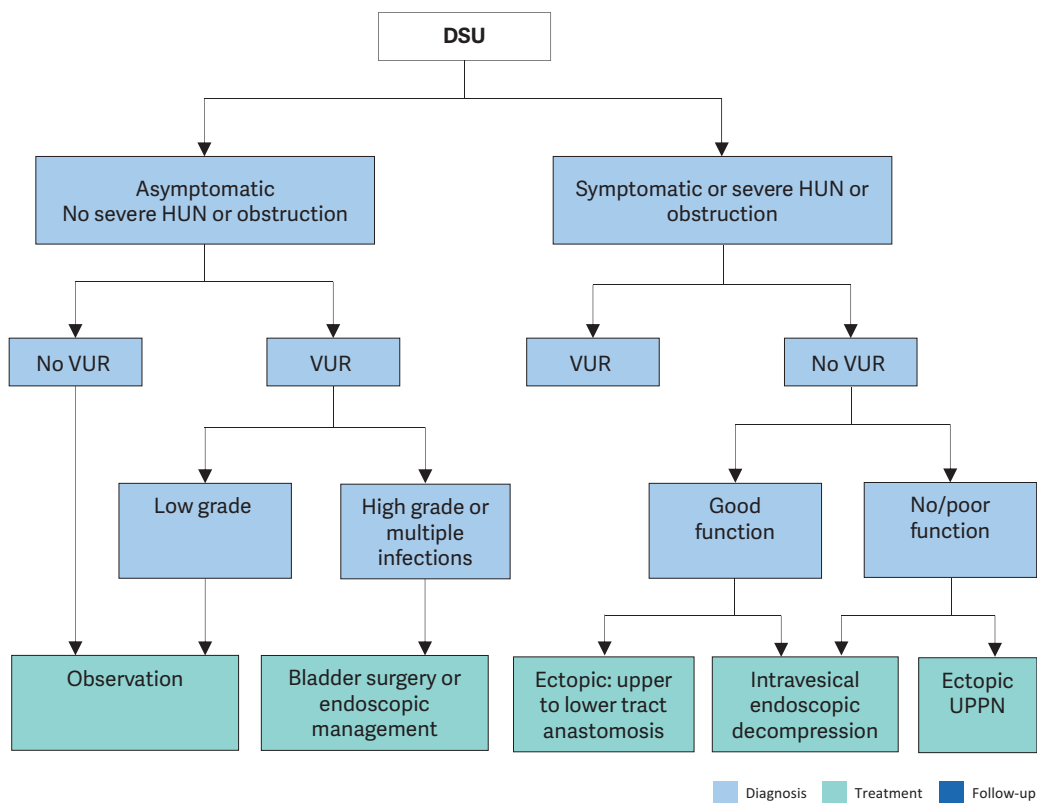 DSU
Asymptomatic
No severe HUN or obstruction
Symptomatic or severe HUN or
obstruction
No VUR
VUR
VUR
No VUR
Low grade
High grade or
multiple
infections
Good
function
No/poor
function
Observation
Bladder surgery or
endoscopic
management
Ectopic: upper
to lower tract
anastomosis
Intravesical
endoscopic
decompression
Ectopic
UPPN
Diagnosis
Treatment
Follow-up